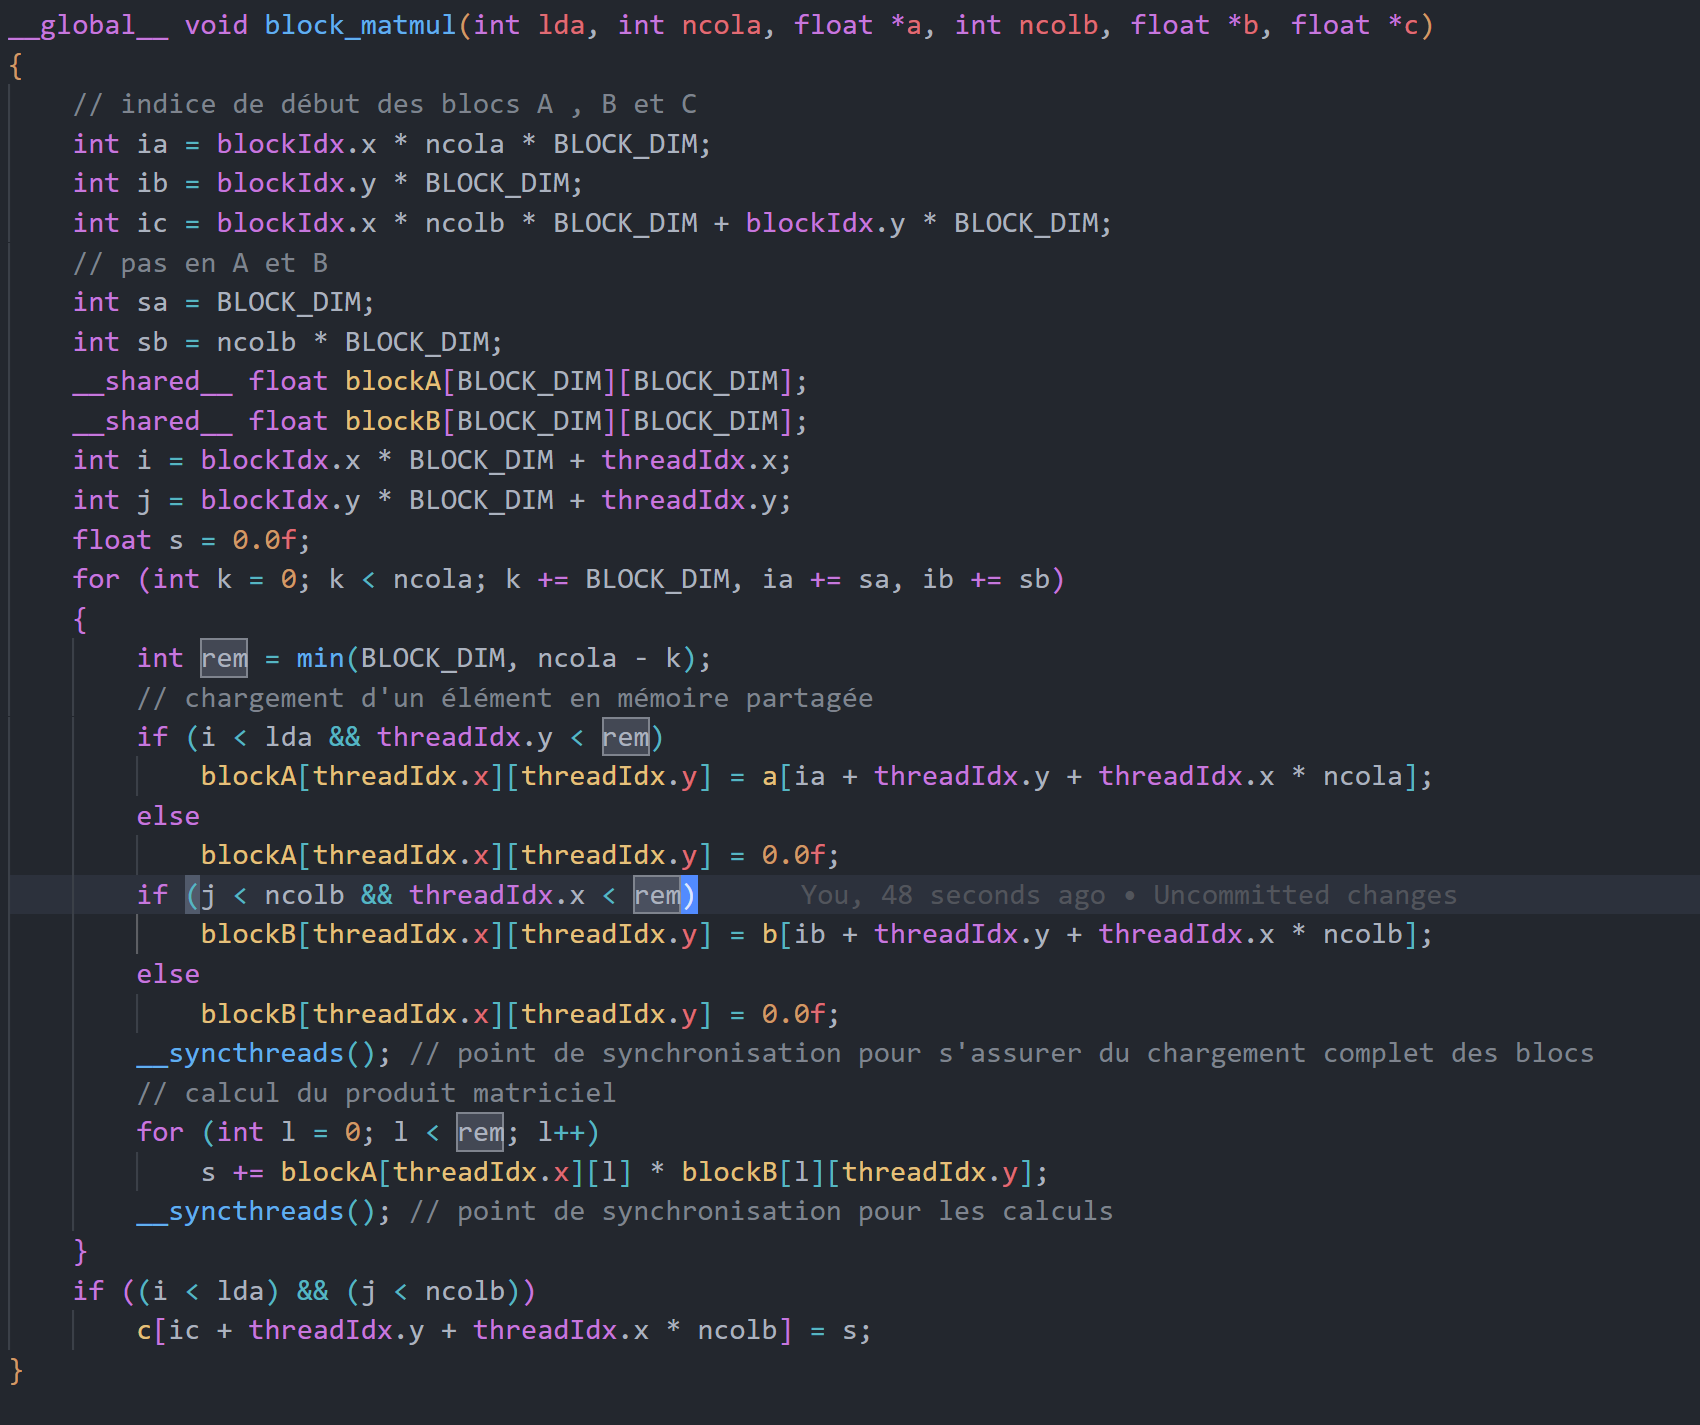 __global__ void block_matmul(int lda, int ncola, float *a, int ncolb, float *b, float *c)
{
    // indice de début des blocs A , B et C
    int ia = blockIdx.x * ncola * BLOCK_DIM;
    int ib = blockIdx.y * BLOCK_DIM;
    int ic = blockIdx.x * ncolb * BLOCK_DIM + blockIdx.y * BLOCK_DIM;
    // pas en A et B
    int sa = BLOCK_DIM;
    int sb = ncolb * BLOCK_DIM;
    __shared__ float blockA[BLOCK_DIM][BLOCK_DIM];
    __shared__ float blockB[BLOCK_DIM][BLOCK_DIM];
    int i = blockIdx.x * BLOCK_DIM + threadIdx.x;
    int j = blockIdx.y * BLOCK_DIM + threadIdx.y;
    float s = 0.0f;
    for (int k = 0; k < ncola; k += BLOCK_DIM, ia += sa, ib += sb)
    {
        int rem = min(BLOCK_DIM, ncola - k);
        // chargement d'un élément en mémoire partagée
        if (i < lda && threadIdx.y < rem)
            blockA[threadIdx.x][threadIdx.y] = a[ia + threadIdx.y + threadIdx.x * ncola];
        else
            blockA[threadIdx.x][threadIdx.y] = 0.0f;
        if (j < ncolb && threadIdx.x < rem)      You, 48 seconds ago • Uncommitted changes
            blockB[threadIdx.x][threadIdx.y] = b[ib + threadIdx.y + threadIdx.x * ncolb];
        else
            blockB[threadIdx.x][threadIdx.y] = 0.0f;
        __syncthreads(); // point de synchronisation pour s'assurer du chargement complet des blocs
        // calcul du produit matriciel
        for (int l = 0; l < rem; l++)
            s += blockA[threadIdx.x][l] * blockB[l][threadIdx.y];
        __syncthreads(); // point de synchronisation pour les calculs
    }
    if ((i < lda) && (j < ncolb))
        c[ic + threadIdx.y + threadIdx.x * ncolb] = s;
}